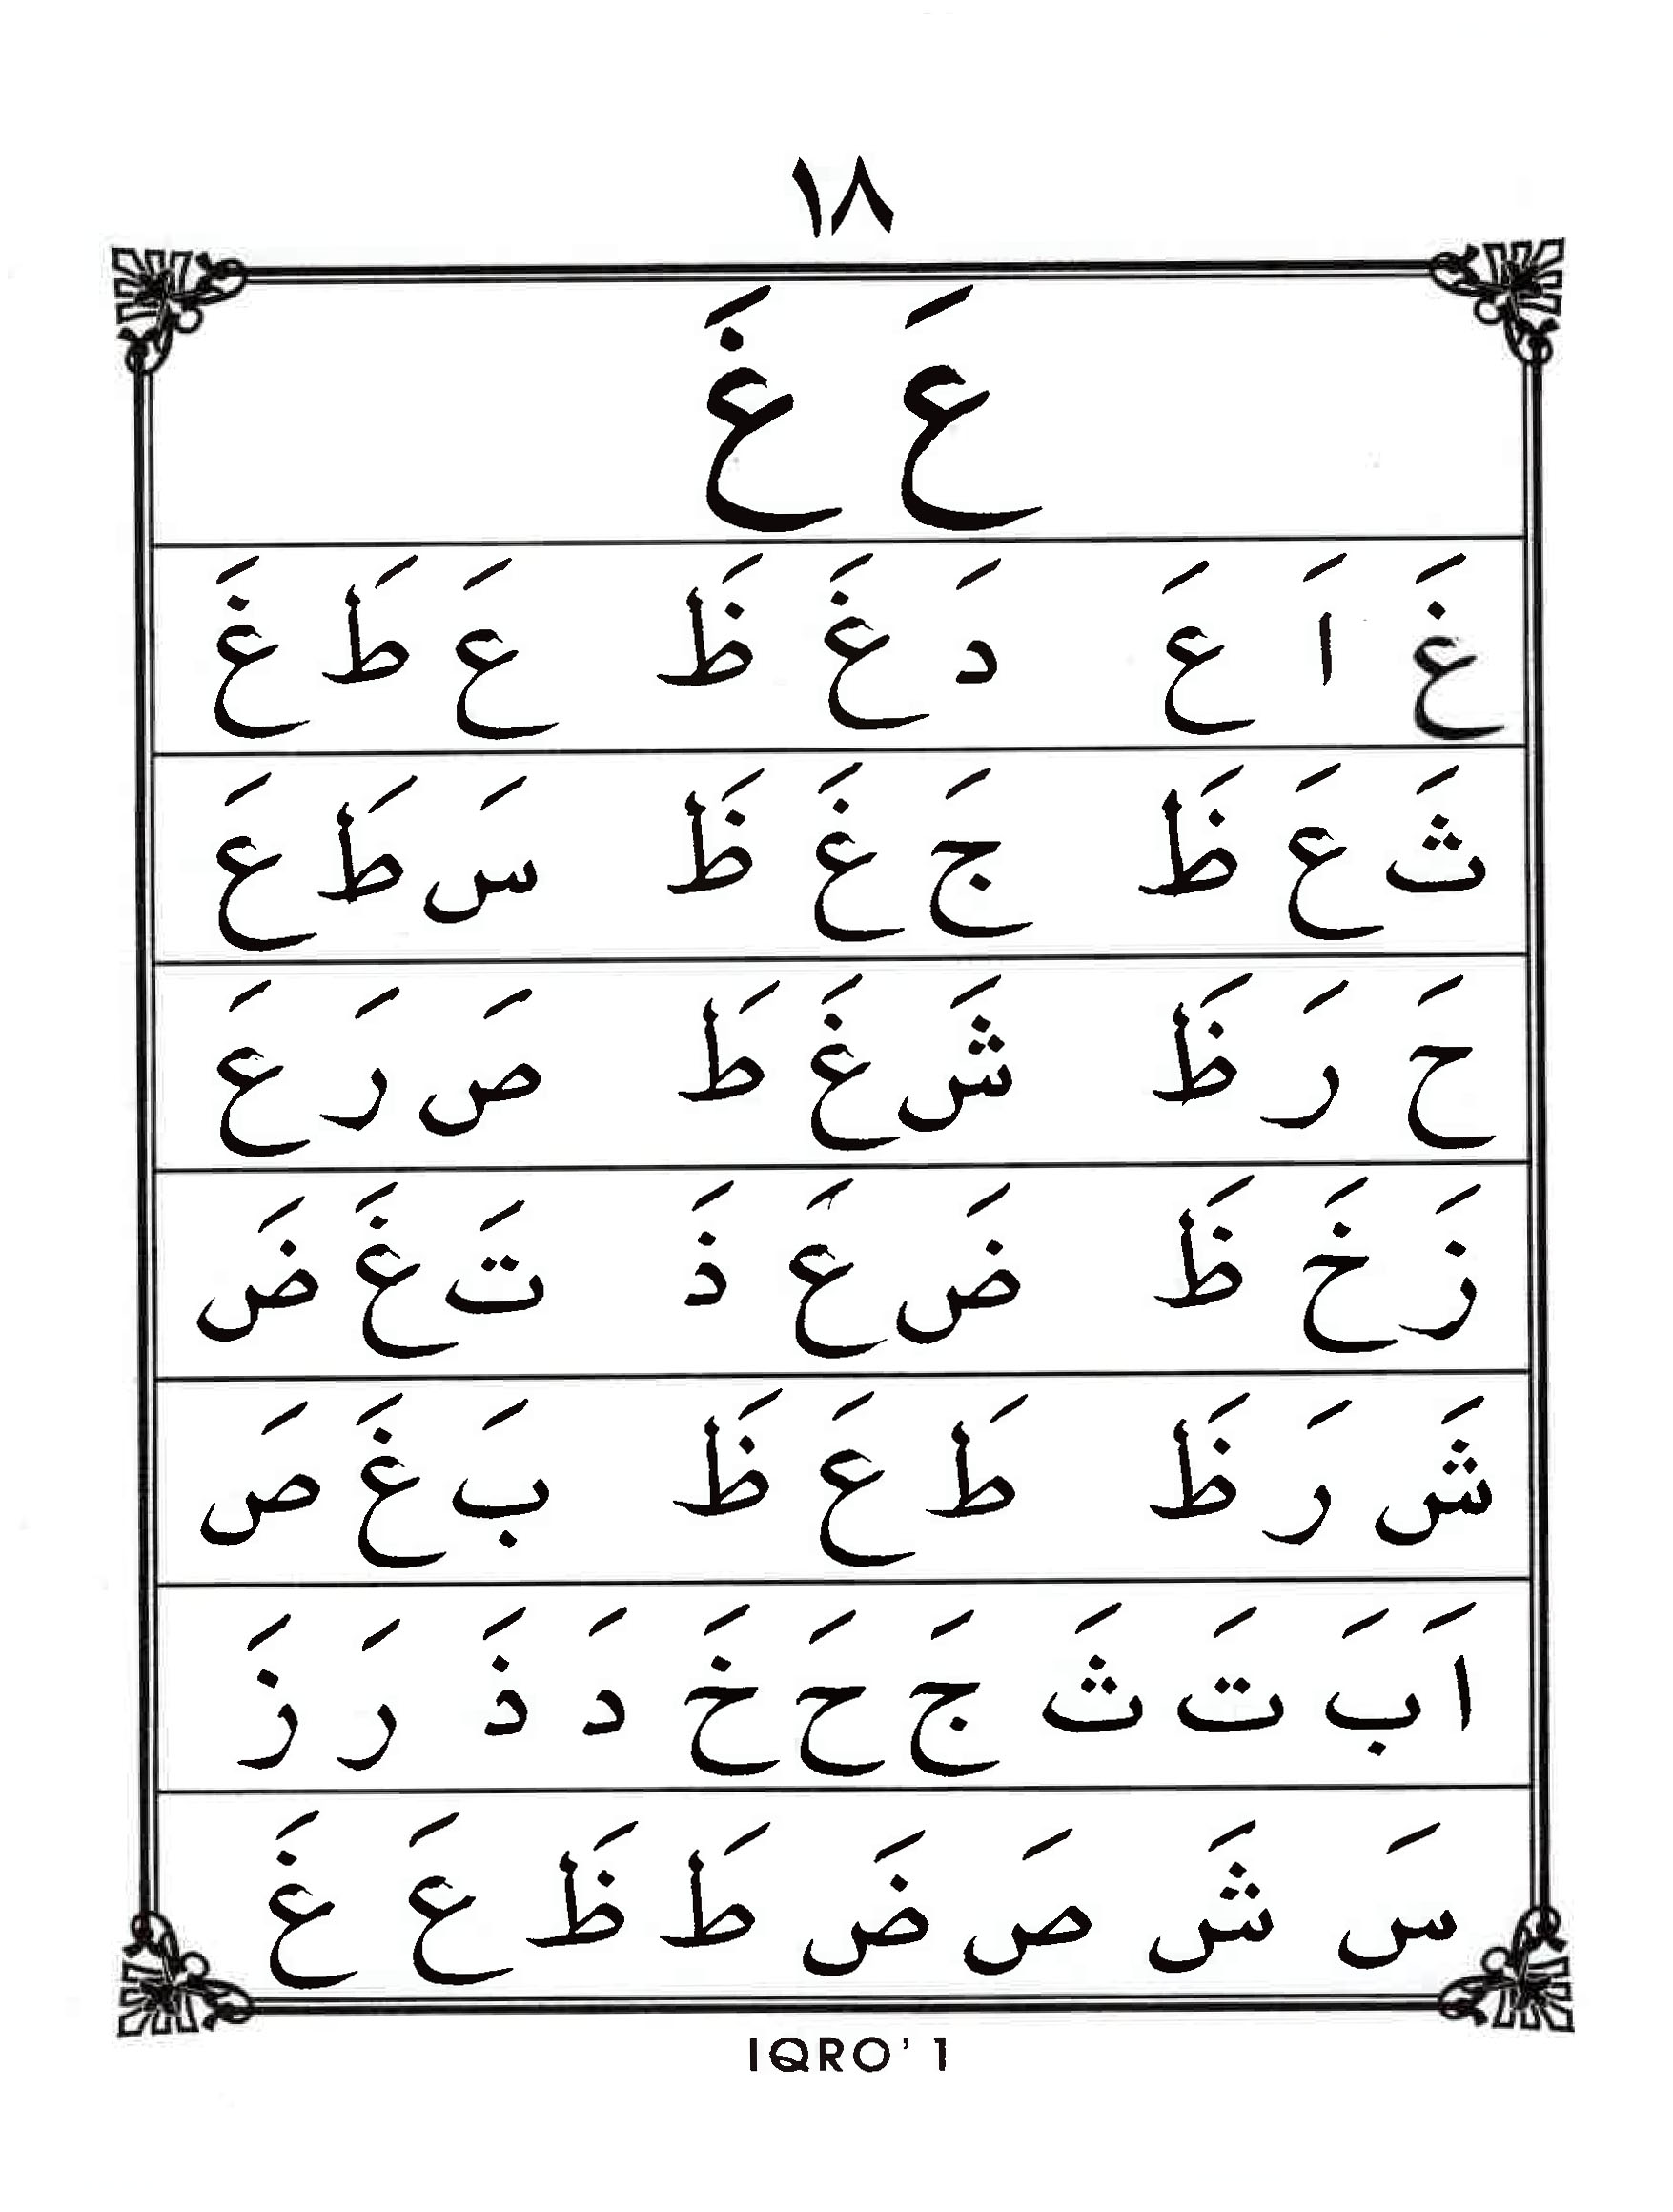 ١٨
عَ غَ
غَ اَ عَ دَ غَ ظَ عَ طَ غَ
ثَ عَ ظَ جَ غَ ظَ سَ طَ عَ
حَ رَ ظَ شَ غَ طَ صَ رَ عَ
زَ خَ ظَ ضَ عَ ذَ تَ غَ ضَ
شَ رَ ظَ طَ عَ ظَ بَ غَ صَ
اَ بَ تَ ثَ جَ حَ خَ دَ ذَ رَ زَ
سَ شَ صَ ضَ طَ ظَ عَ غَ
IQRO' 1